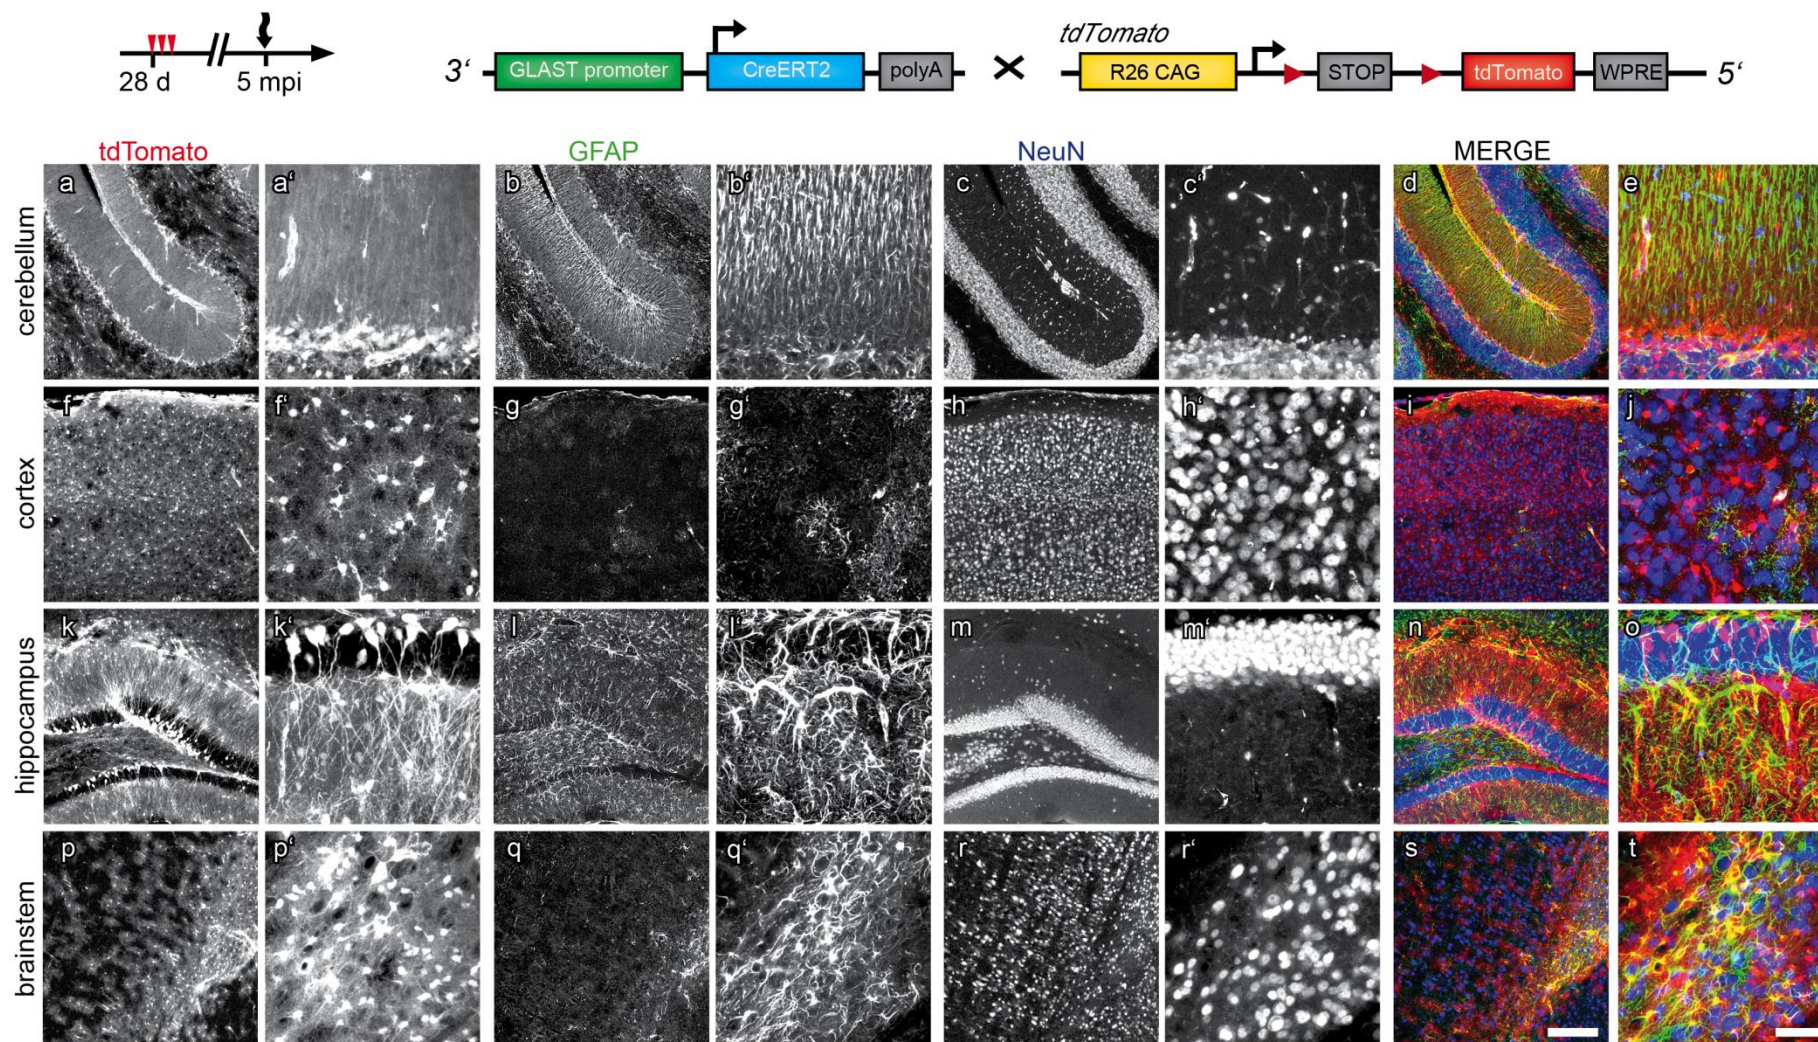 28 d
5 mpi
3‘
GLAST promoter
CreERT2
polyA
tdTomato
R26 CAG
STOP
tdTomato
WPRE
5‘
tdTomato
GFAP
NeuN
MERGE
cerebellum
a
a‘
b
b‘
c
c‘
d
e
cortex
f
f‘
g
g‘
h
h‘
i
j
hippocampus
k
k‘
l
l‘
m
m‘
n
o
brainstem
p
p‘
q
q‘
r
r‘
s
t